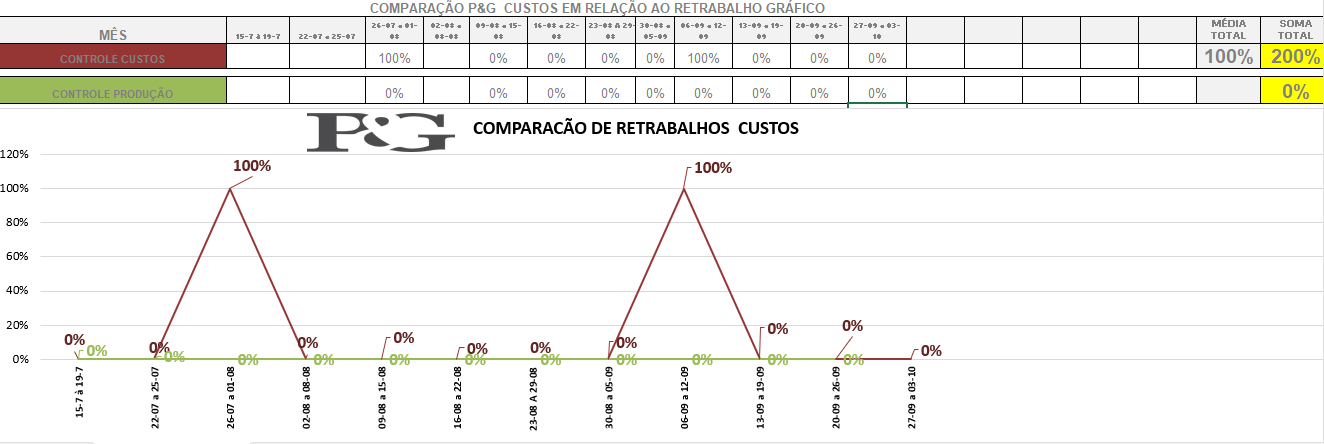 COMPARAÇÃO P&G CUSTOS EM RELAÇÃO AO RETRABALHO GRÁFICO
MÊS 15-7 à 19-7 22-07 a 25-07 26-07 a 01-08 02-08 a 08-08 09-08 a 15-08 16-08 a 22-08 23-08 A 29-08 30-08 a 05-09 06-09 a 12-09 13-09 a 19-09 20-09 a 26-09 27-09 a 03-10 MÉDIA TOTAL SOMA TOTAL
CONTROLE CUSTOS 100% 0% 0% 0% 0% 100% 0% 0% 0% 100% 200%
CONTROLE PRODUÇÃO 0% 0% 0% 0% 0% 0% 0% 0% 0% 0%
P&G COMPARACÃO DE RETRABALHOS CUSTOS
120%
100% 100% 100%
80%
60%
40%
20%
0% 0% 0% 0% 0% 0% 0% 0% 0% 0% 0%
0% 0% 0% 0% 0% 0% 0% 0% 0% 0% 0%
15-7 à 19-7 22-07 a 25-07 26-07 a 01-08 02-08 a 08-08 09-08 a 15-08 16-08 a 22-08 23-08 A 29-08 30-08 a 05-09 06-09 a 12-09 13-09 a 19-09 20-09 a 26-09 27-09 a 03-10